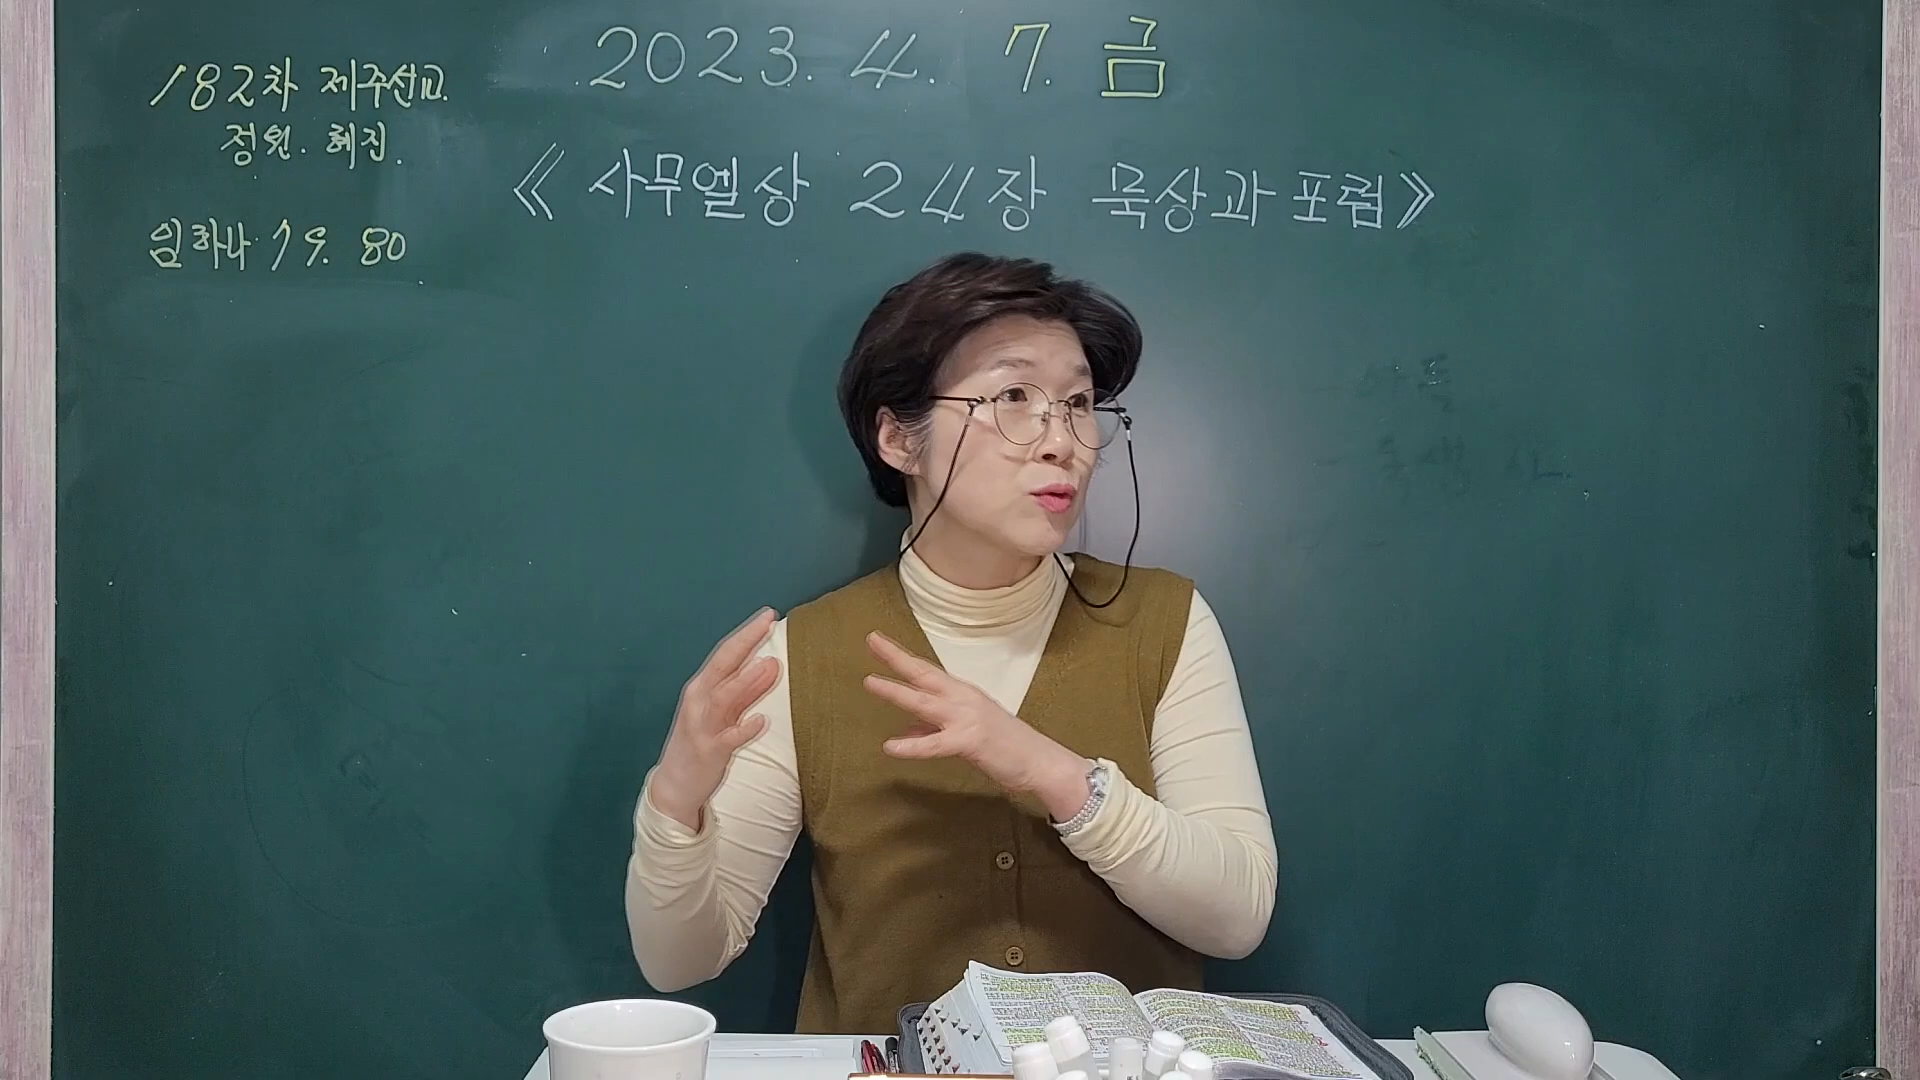 2023. 4. 7. 금
182차 제주선교.
정원. 혜진.
《사무엘상 24장 묵상과 포럼》
임하나 79. 80